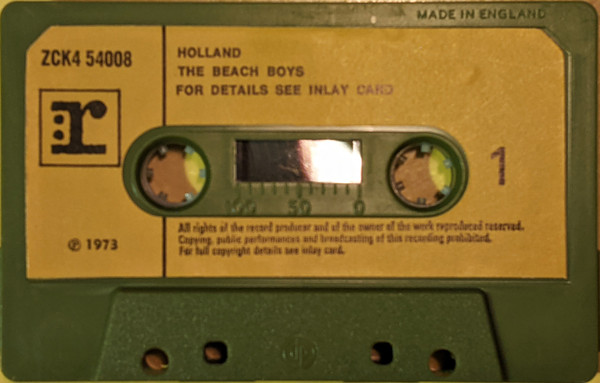 MADE IN ENGLAND
ZCK4 54008
HOLLAND
THE BEACH BOYS
FOR DETAILS SEE INLAY CARD
r
1
100 50 0
℗ 1973
All rights of the record producer and of the owner of the work reproduced reserved.
Copying, public performances and broadcasting of this recording prohibited.
For full copyright details see inlay card.